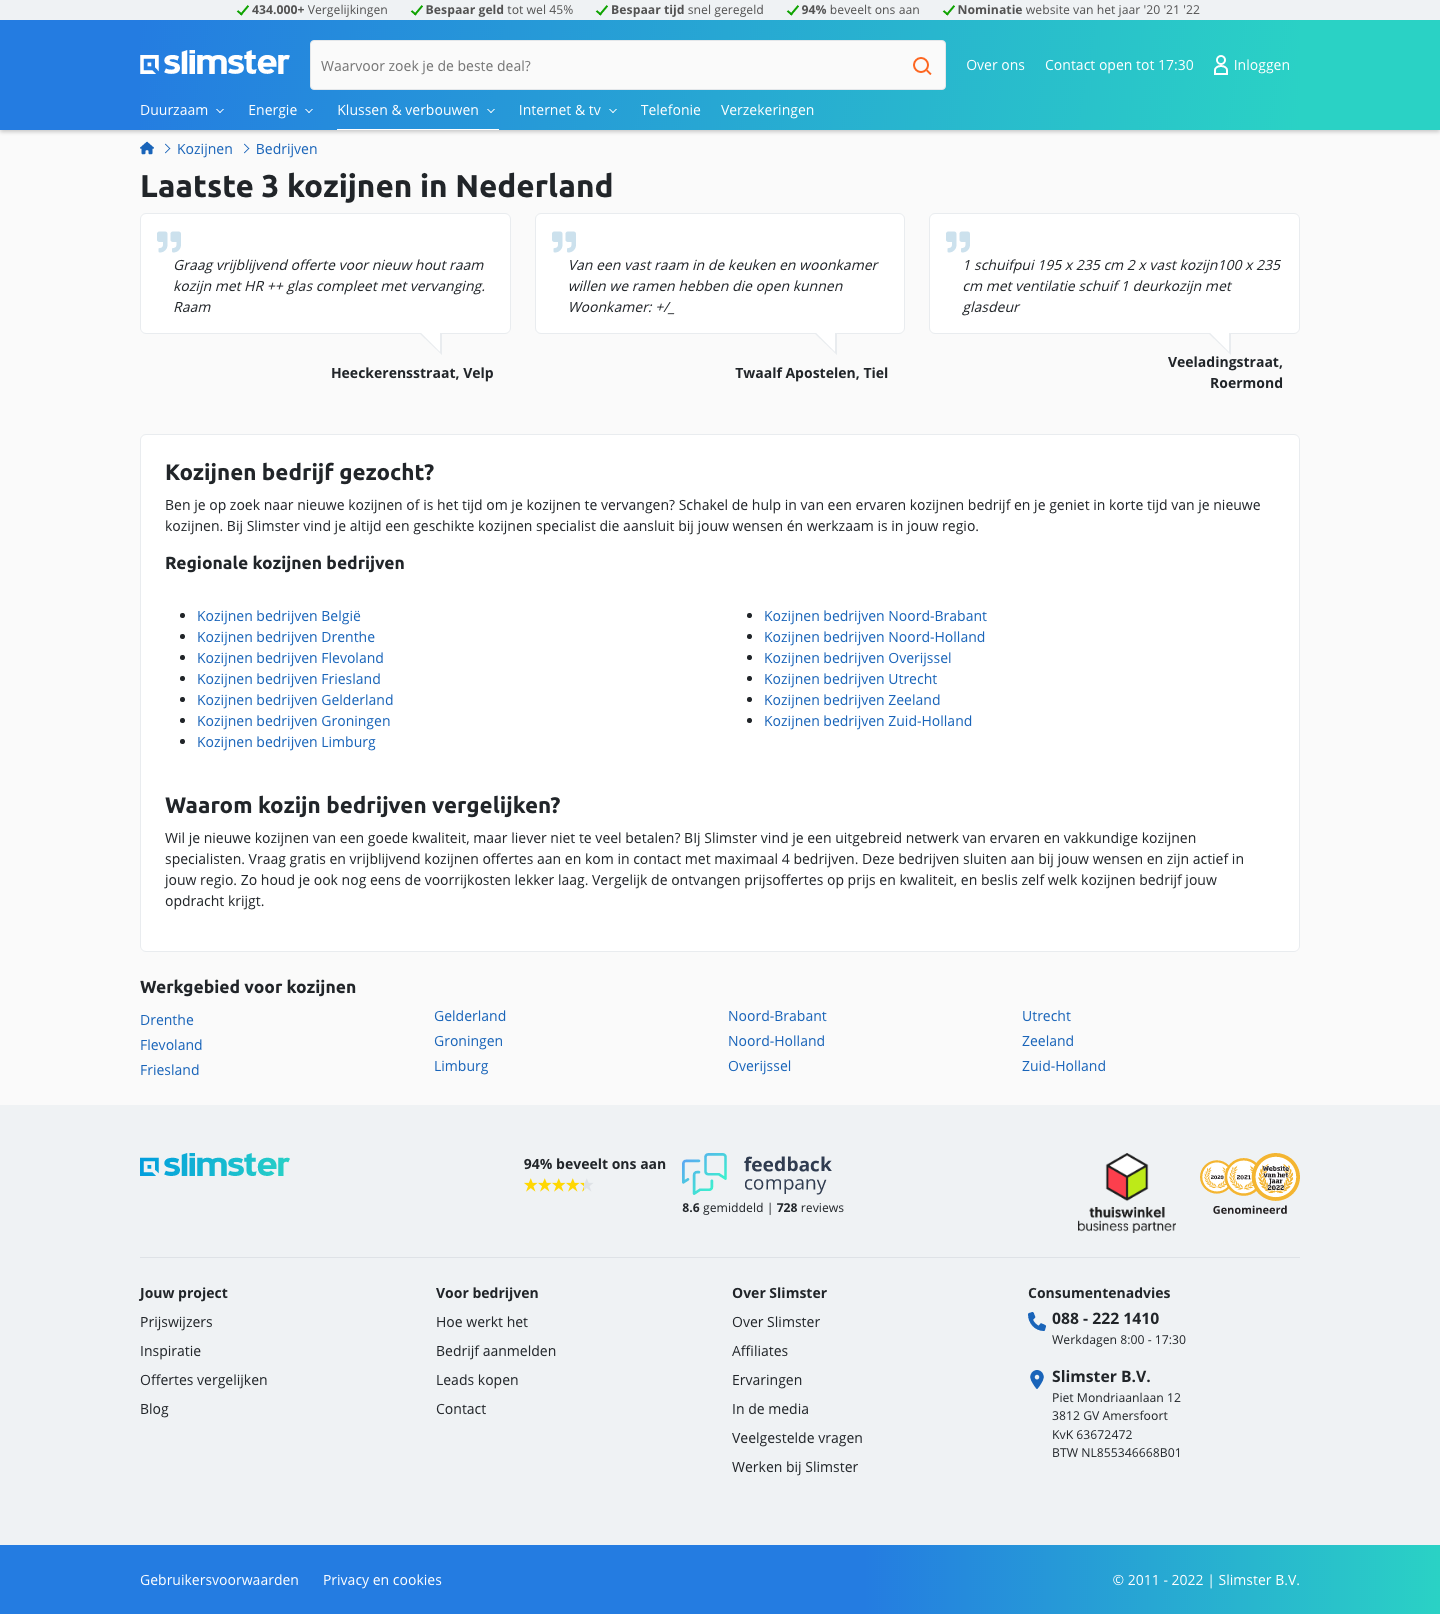 434.000+ Vergelijkingen Bespaar geld tot wel 45% Bespaar tijd snel geregeld 94% beveelt ons aan Nominatie website van het jaar '20 '21 '22
slimster
Waarvoor zoek je de beste deal?
Over ons Contact open tot 17:30 Inloggen
Duurzaam Energie Klussen & verbouwen Internet & tv Telefonie Verzekeringen
Kozijnen Bedrijven
Laatste 3 kozijnen in Nederland
Graag vrijblijvend offerte voor nieuw hout raam
kozijn met HR ++ glas compleet met vervanging.
Raam
Heeckerensstraat, Velp
Van een vast raam in de keuken en woonkamer
willen we ramen hebben die open kunnen
Woonkamer: +/_
Twaalf Apostelen, Tiel
1 schuifpui 195 x 235 cm 2 x vast kozijn100 x 235
cm met ventilatie schuif 1 deurkozijn met
glasdeur
Veeladingstraat,
Roermond
Kozijnen bedrijf gezocht?
Ben je op zoek naar nieuwe kozijnen of is het tijd om je kozijnen te vervangen? Schakel de hulp in van een ervaren kozijnen bedrijf en je geniet in korte tijd van je nieuwe
kozijnen. Bij Slimster vind je altijd een geschikte kozijnen specialist die aansluit bij jouw wensen én werkzaam is in jouw regio.
Regionale kozijnen bedrijven
Kozijnen bedrijven België
Kozijnen bedrijven Drenthe
Kozijnen bedrijven Flevoland
Kozijnen bedrijven Friesland
Kozijnen bedrijven Gelderland
Kozijnen bedrijven Groningen
Kozijnen bedrijven Limburg
Kozijnen bedrijven Noord-Brabant
Kozijnen bedrijven Noord-Holland
Kozijnen bedrijven Overijssel
Kozijnen bedrijven Utrecht
Kozijnen bedrijven Zeeland
Kozijnen bedrijven Zuid-Holland
Waarom kozijn bedrijven vergelijken?
Wil je nieuwe kozijnen van een goede kwaliteit, maar liever niet te veel betalen? BIj Slimster vind je een uitgebreid netwerk van ervaren en vakkundige kozijnen
specialisten. Vraag gratis en vrijblijvend kozijnen offertes aan en kom in contact met maximaal 4 bedrijven. Deze bedrijven sluiten aan bij jouw wensen en zijn actief in
jouw regio. Zo houd je ook nog eens de voorrijkosten lekker laag. Vergelijk de ontvangen prijsoffertes op prijs en kwaliteit, en beslis zelf welk kozijnen bedrijf jouw
opdracht krijgt.
Werkgebied voor kozijnen
Drenthe
Flevoland
Friesland
Gelderland
Groningen
Limburg
Noord-Brabant
Noord-Holland
Overijssel
Utrecht
Zeeland
Zuid-Holland
slimster
94% beveelt ons aan
feedback
company
8.6 gemiddeld | 728 reviews
thuiswinkel
business partner
2020
2021
Website
van het
jaar
2022
Genomineerd
Jouw project
Prijswijzers
Inspiratie
Offertes vergelijken
Blog
Voor bedrijven
Hoe werkt het
Bedrijf aanmelden
Leads kopen
Contact
Over Slimster
Over Slimster
Affiliates
Ervaringen
In de media
Veelgestelde vragen
Werken bij Slimster
Consumentenadvies
088 - 222 1410
Werkdagen 8:00 - 17:30
Slimster B.V.
Piet Mondriaanlaan 12
3812 GV Amersfoort
KvK 63672472
BTW NL855346668B01
Gebruikersvoorwaarden Privacy en cookies
© 2011 - 2022 | Slimster B.V.